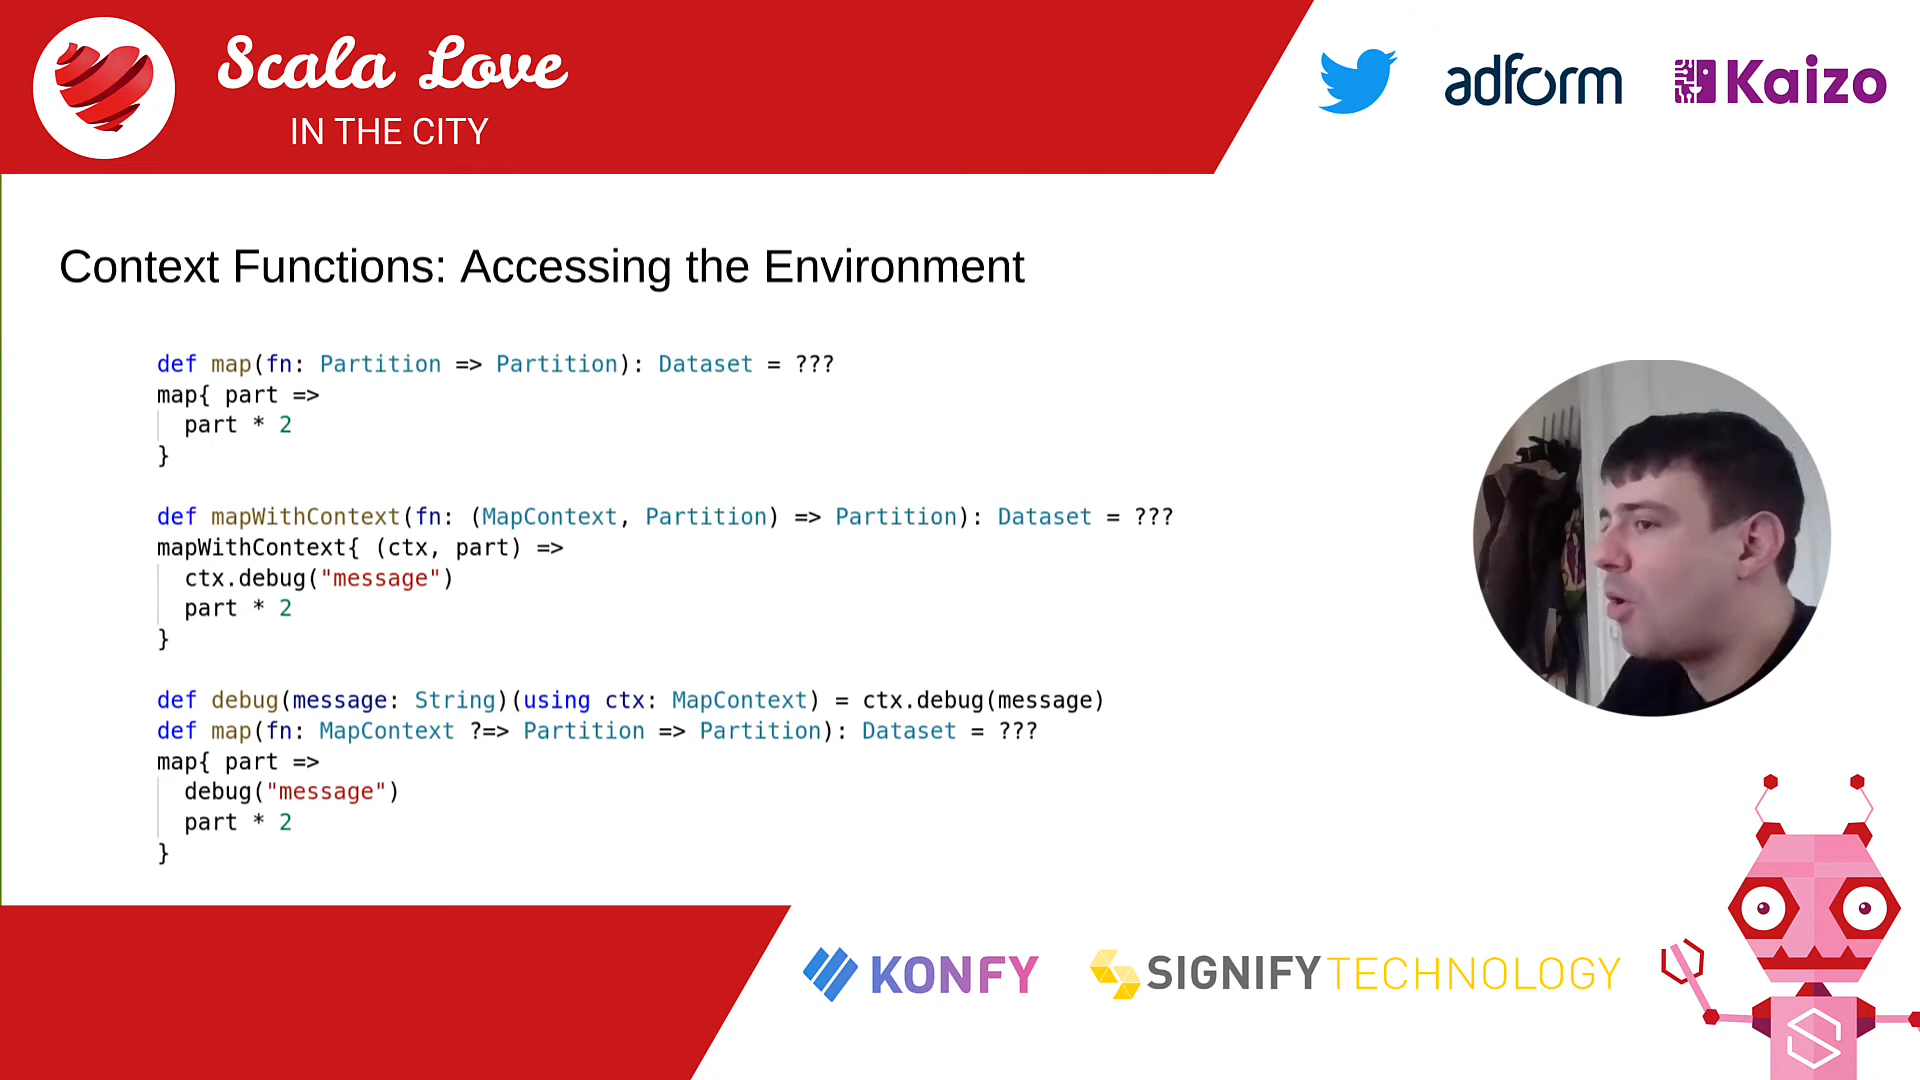 Scala Love
IN THE CITY
adform
Kaizo
Context Functions: Accessing the Environment
def map(fn: Partition => Partition): Dataset = ???
map{ part =>
part * 2
}
def mapWithContext(fn: (MapContext, Partition) => Partition): Dataset = ???
mapWithContext{ (ctx, part) =>
ctx.debug("message")
part * 2
}
def debug(message: String)(using ctx: MapContext) = ctx.debug(message)
def map(fn: MapContext ?=> Partition => Partition): Dataset = ???
map{ part =>
debug("message")
part * 2
}
KONFY
SIGNIFYTECHNOLOGY